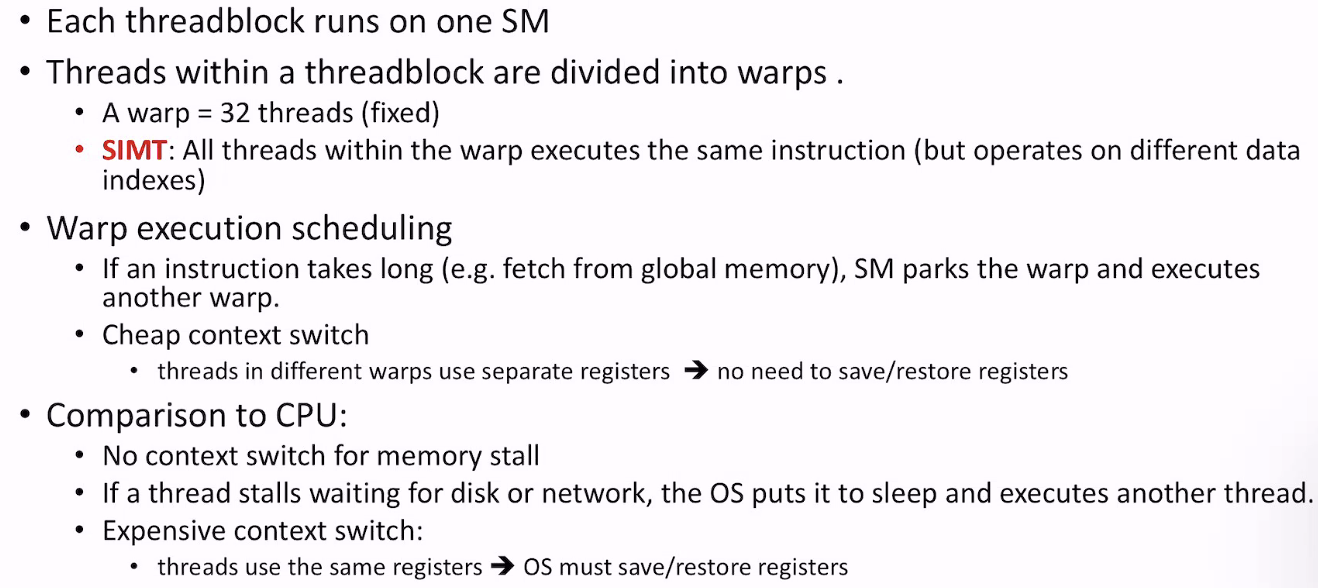 • Each threadblock runs on one SM
• Threads within a threadblock are divided into warps .
• A warp = 32 threads (fixed)
• SIMT: All threads within the warp executes the same instruction (but operates on different data
indexes)
• Warp execution scheduling
• If an instruction takes long (e.g. fetch from global memory), SM parks the warp and executes
another warp.
• Cheap context switch
• threads in different warps use separate registers ➔ no need to save/restore registers
• Comparison to CPU:
• No context switch for memory stall
• If a thread stalls waiting for disk or network, the OS puts it to sleep and executes another thread.
• Expensive context switch:
• threads use the same registers ➔ OS must save/restore registers